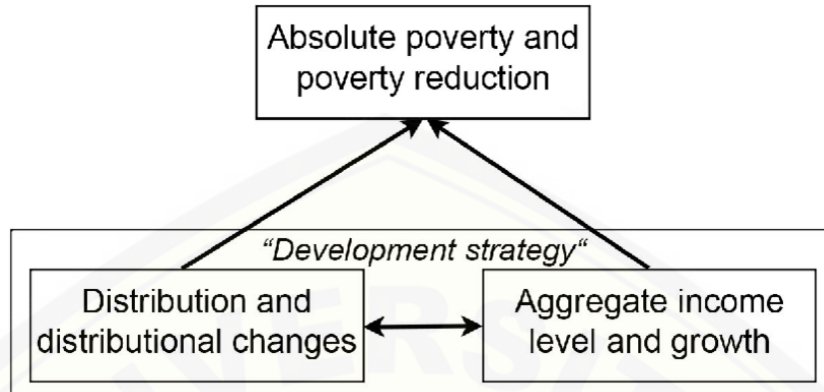 Absolute poverty and
poverty reduction
“Development strategy“
Distribution and
distributional changes
Aggregate income
level and growth